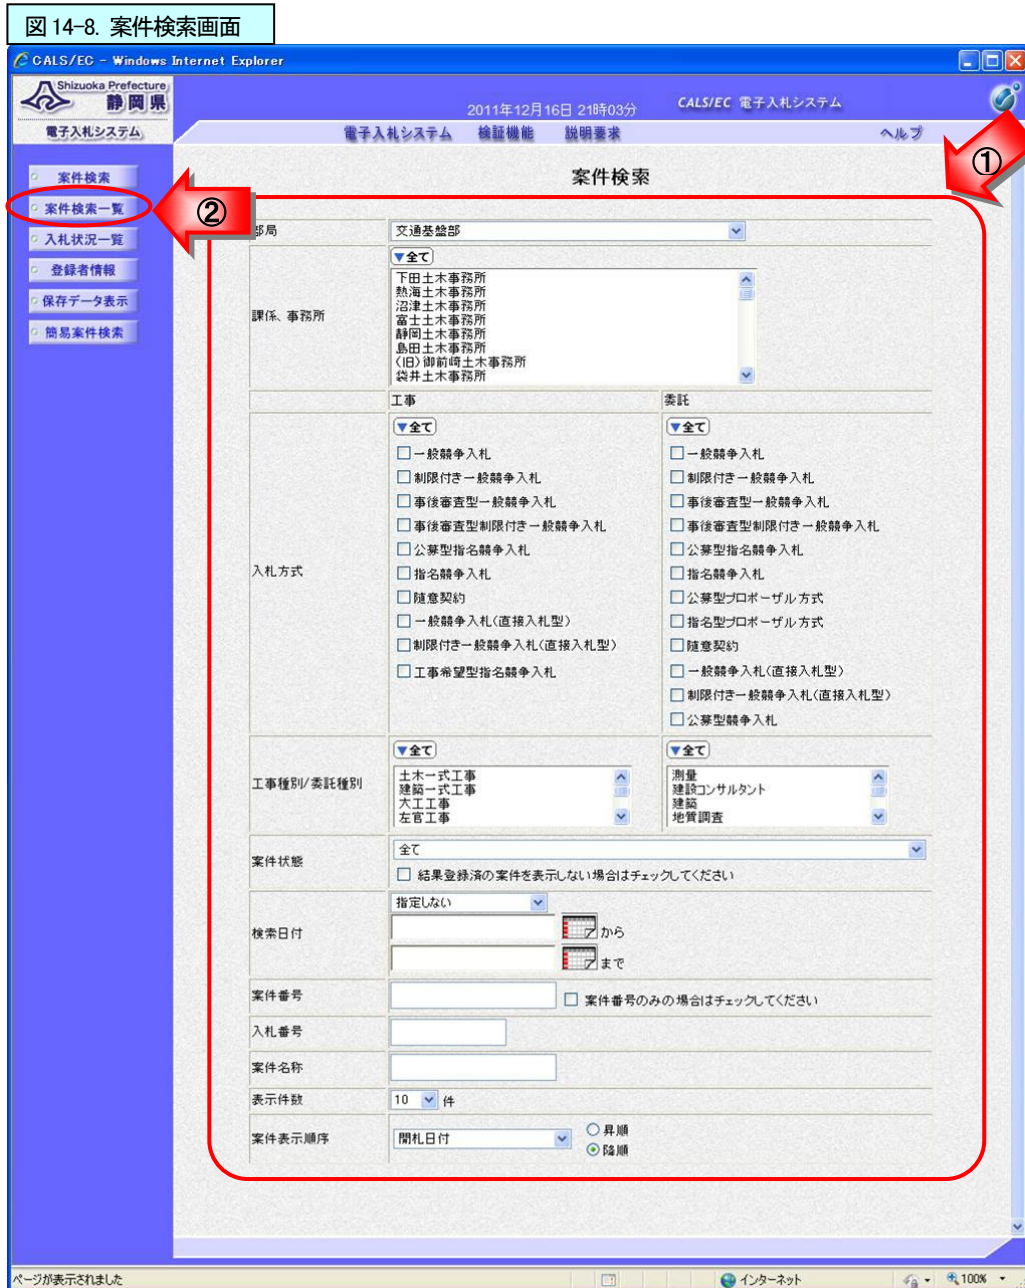 図 14-8. 案件検索画面
CALS/EC - Windows Internet Explorer
Shizuoka Prefecture
静岡県
電子入札システム
2011年12月16日 21時03分
CALS/EC 電子入札システム
電子入札システム 検証機能 説明要求 ヘルプ
案件検索
案件検索一覧
入札状況一覧
登録者情報
保存データ表示
簡易案件検索
①
②
案件検索
部局
交通基盤部
課係、事務所
▼全て
下田土木事務所
熱海土木事務所
沼津土木事務所
富士土木事務所
静岡土木事務所
島田土木事務所
(旧)御前崎土木事務所
袋井土木事務所
工事 委託
入札方式
▼全て
一般競争入札
制限付き一般競争入札
事後審査型一般競争入札
事後審査型制限付き一般競争入札
公募型指名競争入札
指名競争入札
随意契約
一般競争入札(直接入札型)
制限付き一般競争入札(直接入札型)
工事希望型指名競争入札
▼全て
一般競争入札
制限付き一般競争入札
事後審査型一般競争入札
事後審査型制限付き一般競争入札
公募型指名競争入札
指名競争入札
公募型プロポーザル方式
指名型プロポーザル方式
随意契約
一般競争入札(直接入札型)
制限付き一般競争入札(直接入札型)
公募型競争入札
工事種別/委託種別
▼全て
土木一式工事
建築一式工事
大工工事
左官工事
▼全て
測量
建設コンサルタント
建築
地質調査
案件状態
全て
結果登録済の案件を表示しない場合はチェックしてください
検索日付
指定しない
から
まで
案件番号
案件番号のみの場合はチェックしてください
入札番号
案件名称
表示件数
10 件
案件表示順序
開札日付
昇順
降順
ページが表示されました インターネット 100%